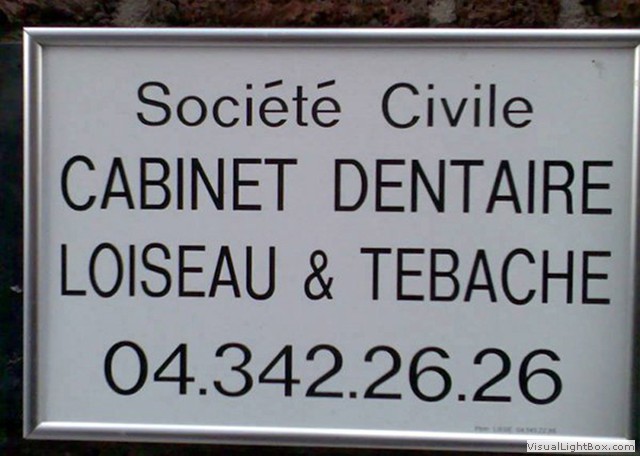 Société Civile
CABINET DENTAIRE
LOISEAU & TEBACHE
04.342.26.26
VisualLightBox.com